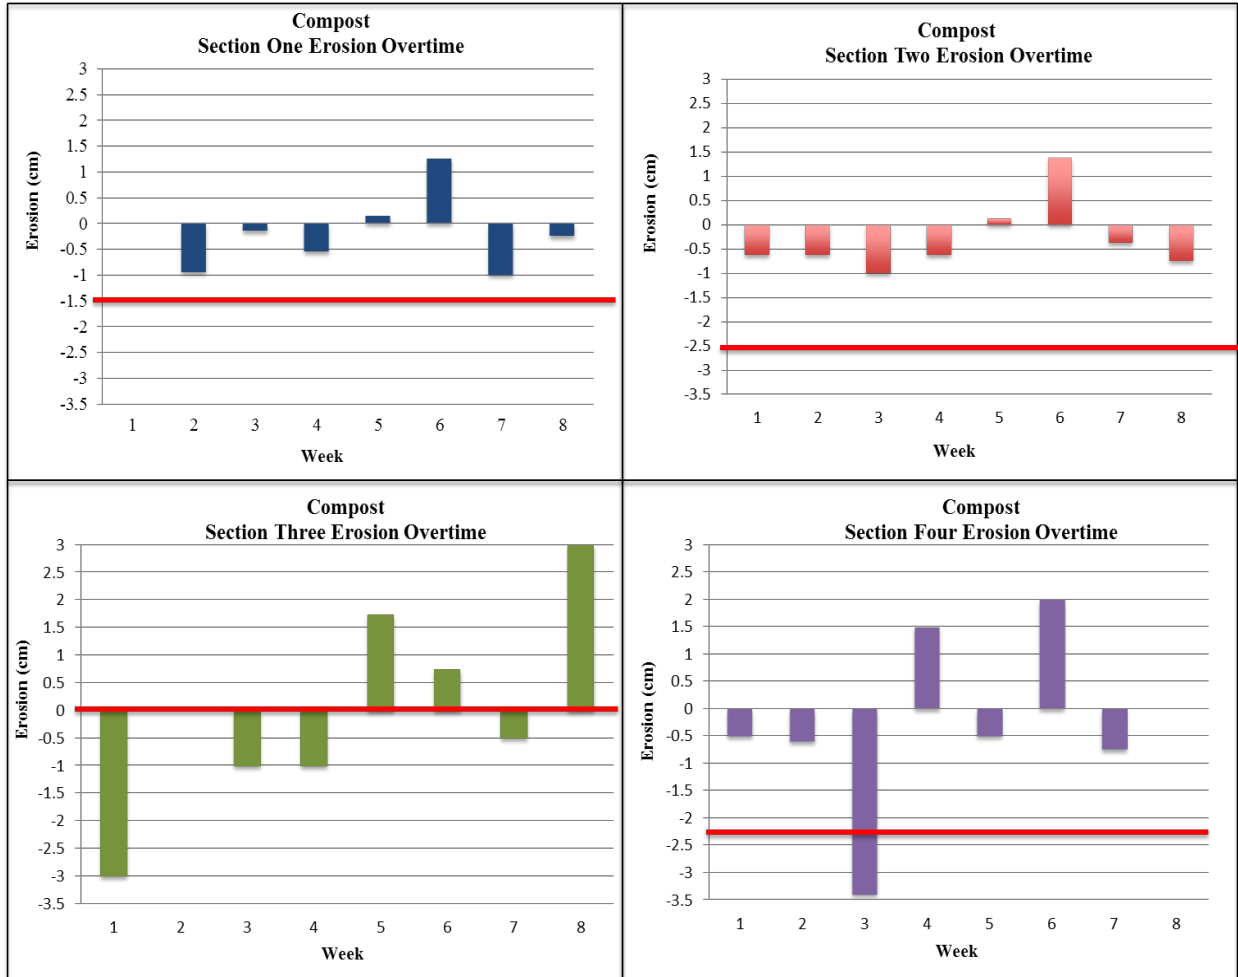 Compost
Section One Erosion Overtime
Erosion (cm)
3
2.5
2
1.5
1
0.5
0
-0.5
-1
-1.5
-2
-2.5
-3
-3.5
1 2 3 4 5 6 7 8
Week
Compost
Section Two Erosion Overtime
Erosion (cm)
3
2.5
2
1.5
1
0.5
0
-0.5
-1
-1.5
-2
-2.5
-3
-3.5
1 2 3 4 5 6 7 8
Week
Compost
Section Three Erosion Overtime
Erosion (cm)
3
2.5
2
1.5
1
0.5
0
-0.5
-1
-1.5
-2
-2.5
-3
-3.5
1 2 3 4 5 6 7 8
Week
Compost
Section Four Erosion Overtime
Erosion (cm)
3
2.5
2
1.5
1
0.5
0
-0.5
-1
-1.5
-2
-2.5
-3
-3.5
1 2 3 4 5 6 7 8
Week